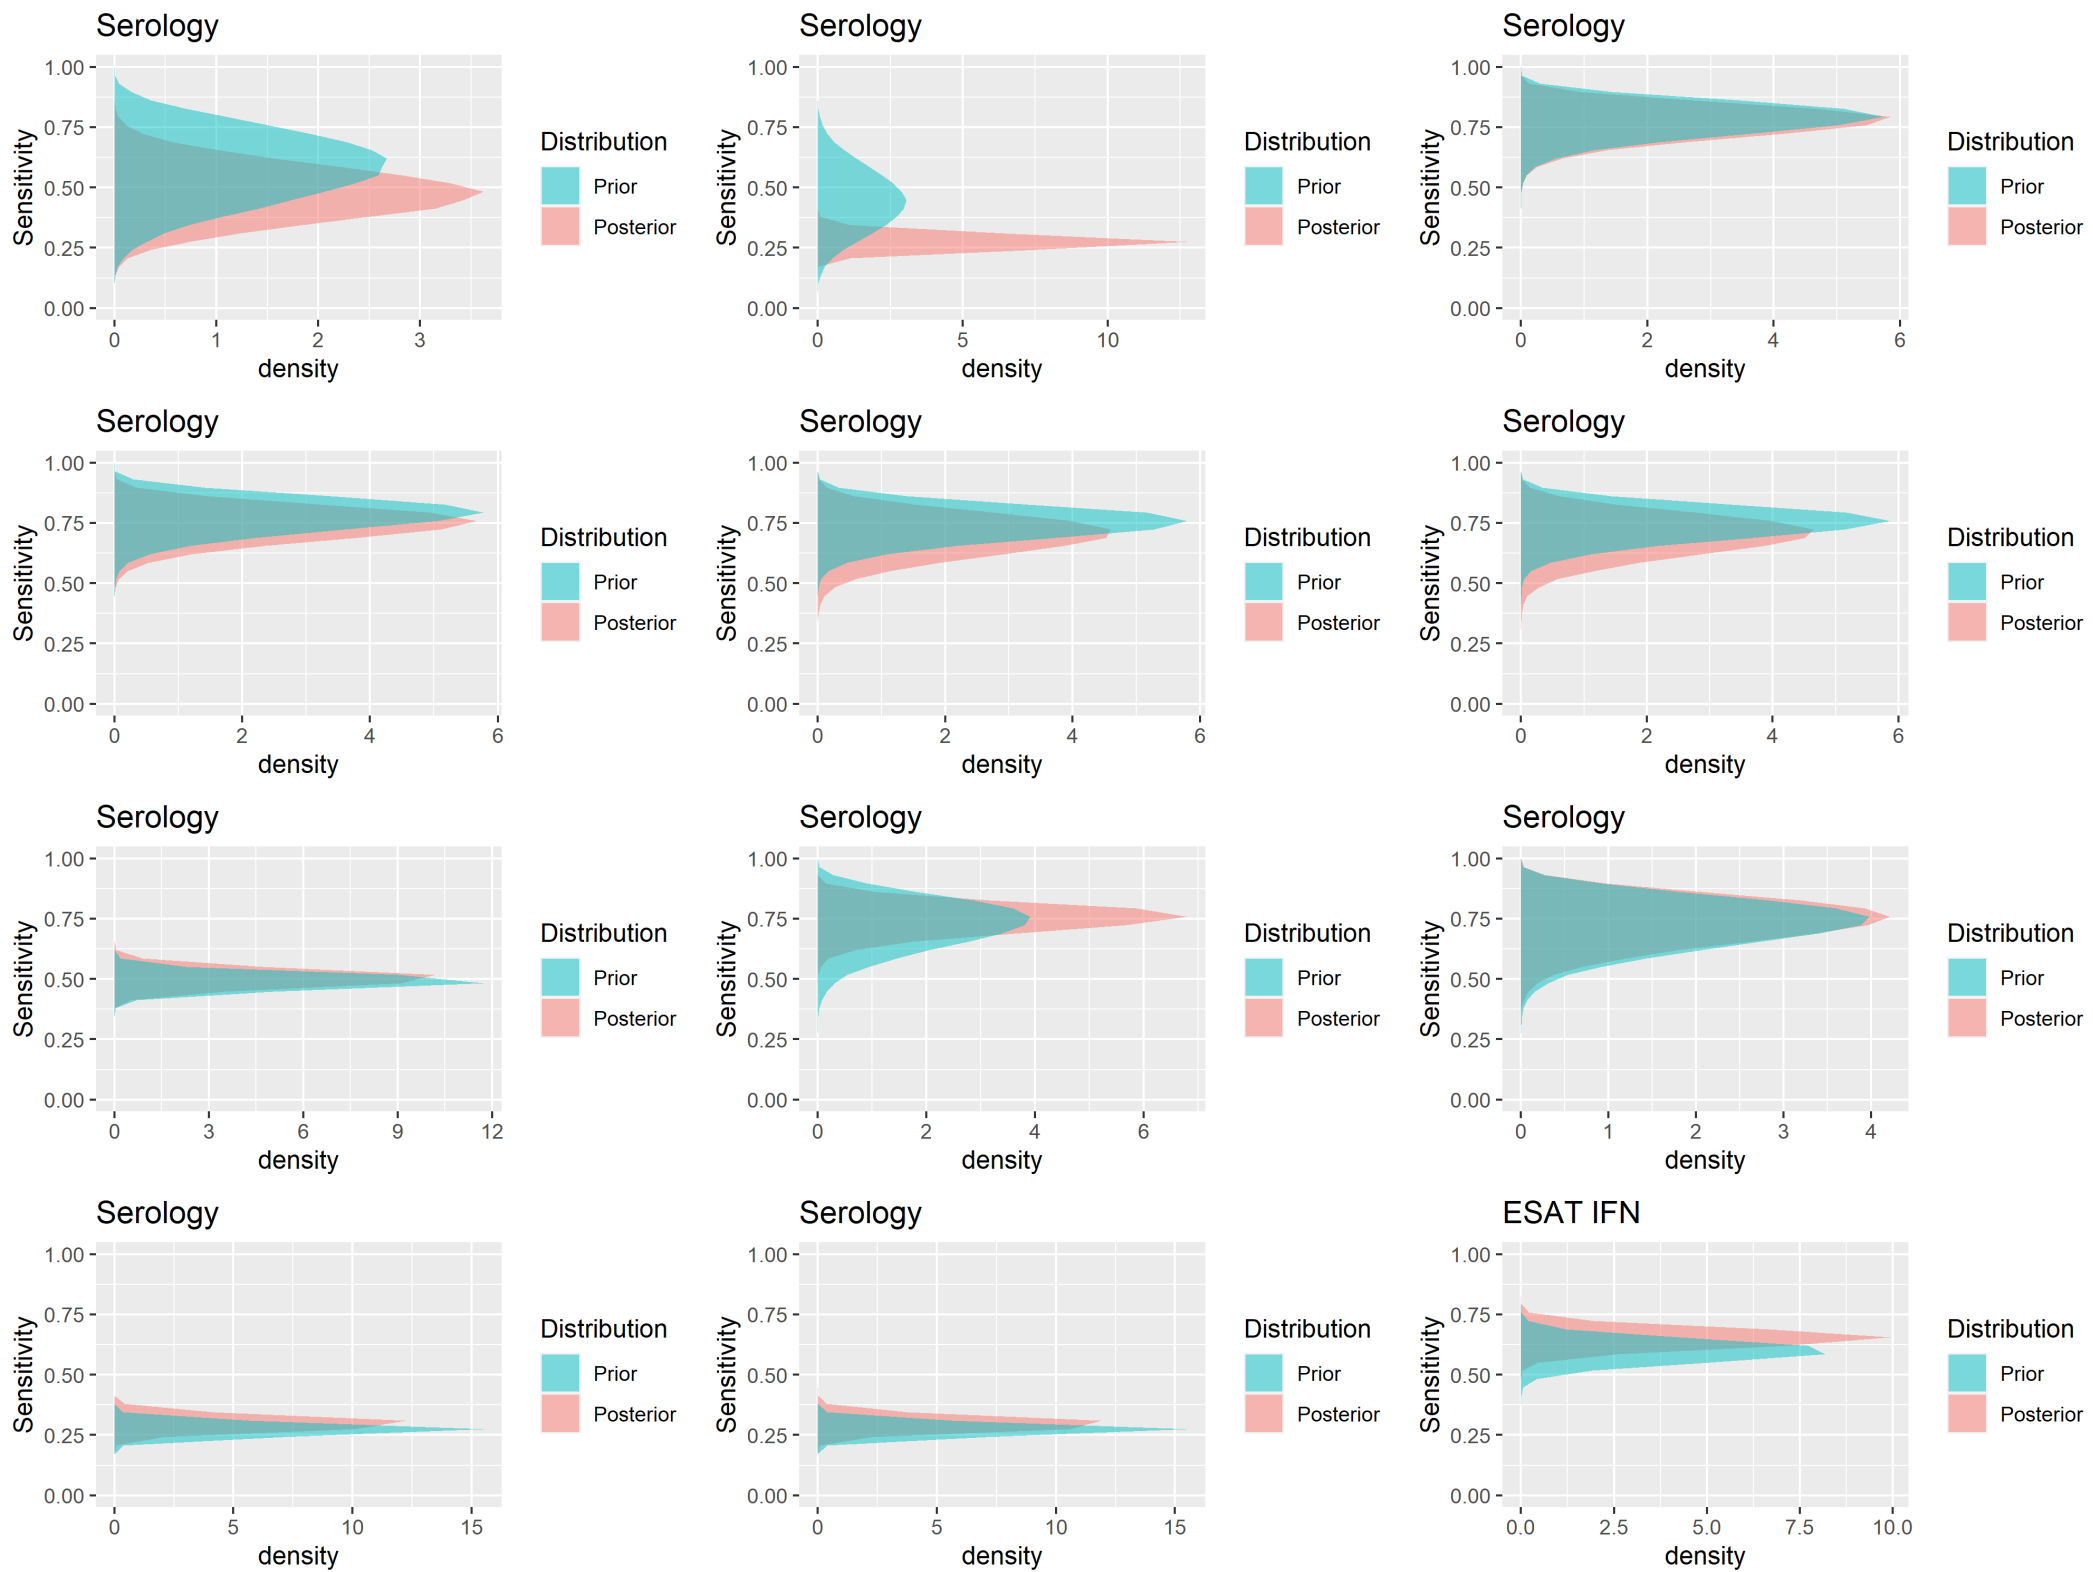 Serology
Sensitivity
1.00
0.75
0.50
0.25
0.00
0 1 2 3
density
Distribution
Prior
Posterior
Serology
Sensitivity
1.00
0.75
0.50
0.25
0.00
0 5 10
density
Distribution
Prior
Posterior
Serology
Sensitivity
1.00
0.75
0.50
0.25
0.00
0 2 4 6
density
Distribution
Prior
Posterior
Serology
Sensitivity
1.00
0.75
0.50
0.25
0.00
0 2 4 6
density
Distribution
Prior
Posterior
Serology
Sensitivity
1.00
0.75
0.50
0.25
0.00
0 2 4 6
density
Distribution
Prior
Posterior
Serology
Sensitivity
1.00
0.75
0.50
0.25
0.00
0 2 4 6
density
Distribution
Prior
Posterior
Serology
Sensitivity
1.00
0.75
0.50
0.25
0.00
0 3 6 9 12
density
Distribution
Prior
Posterior
Serology
Sensitivity
1.00
0.75
0.50
0.25
0.00
0 2 4 6
density
Distribution
Prior
Posterior
Serology
Sensitivity
1.00
0.75
0.50
0.25
0.00
0 1 2 3 4
density
Distribution
Prior
Posterior
Serology
Sensitivity
1.00
0.75
0.50
0.25
0.00
0 5 10 15
density
Distribution
Prior
Posterior
Serology
Sensitivity
1.00
0.75
0.50
0.25
0.00
0 5 10 15
density
Distribution
Prior
Posterior
ESAT IFN
Sensitivity
1.00
0.75
0.50
0.25
0.00
0.0 2.5 5.0 7.5 10.0
density
Distribution
Prior
Posterior